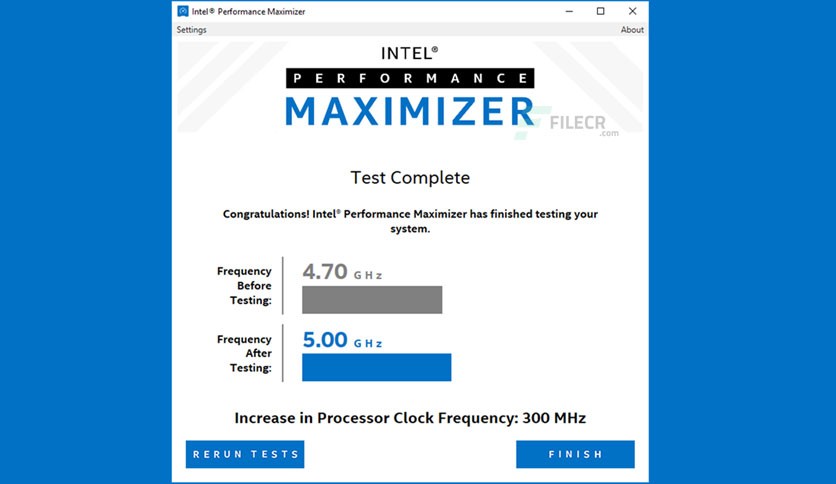 Intel® Performance Maximizer
Settings About
INTEL®
PERFORMANCE
MAXIMIZER
FILECR
.com
Test Complete
Congratulations! Intel® Performance Maximizer has finished testing your
system.
Frequency
Before
Testing:
4.70 GHz
Frequency
After
Testing:
5.00 GHz
Increase in Processor Clock Frequency: 300 MHz
RERUN TESTS
FINISH